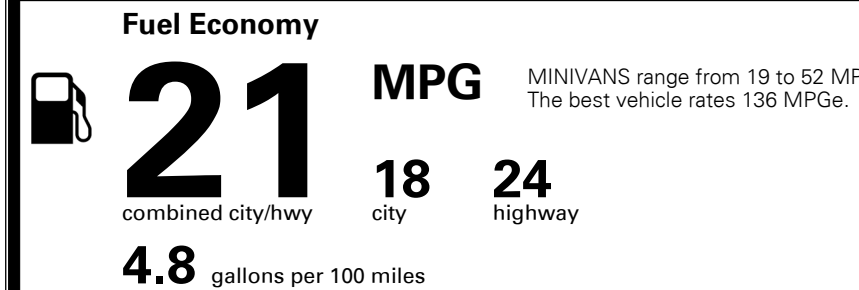 Fuel Economy
21 MPG
MINIVANS range from 19 to 52 MP
The best vehicle rates 136 MPGe.
18 24
combined city/hwy city highway
4.8 gallons per 100 miles